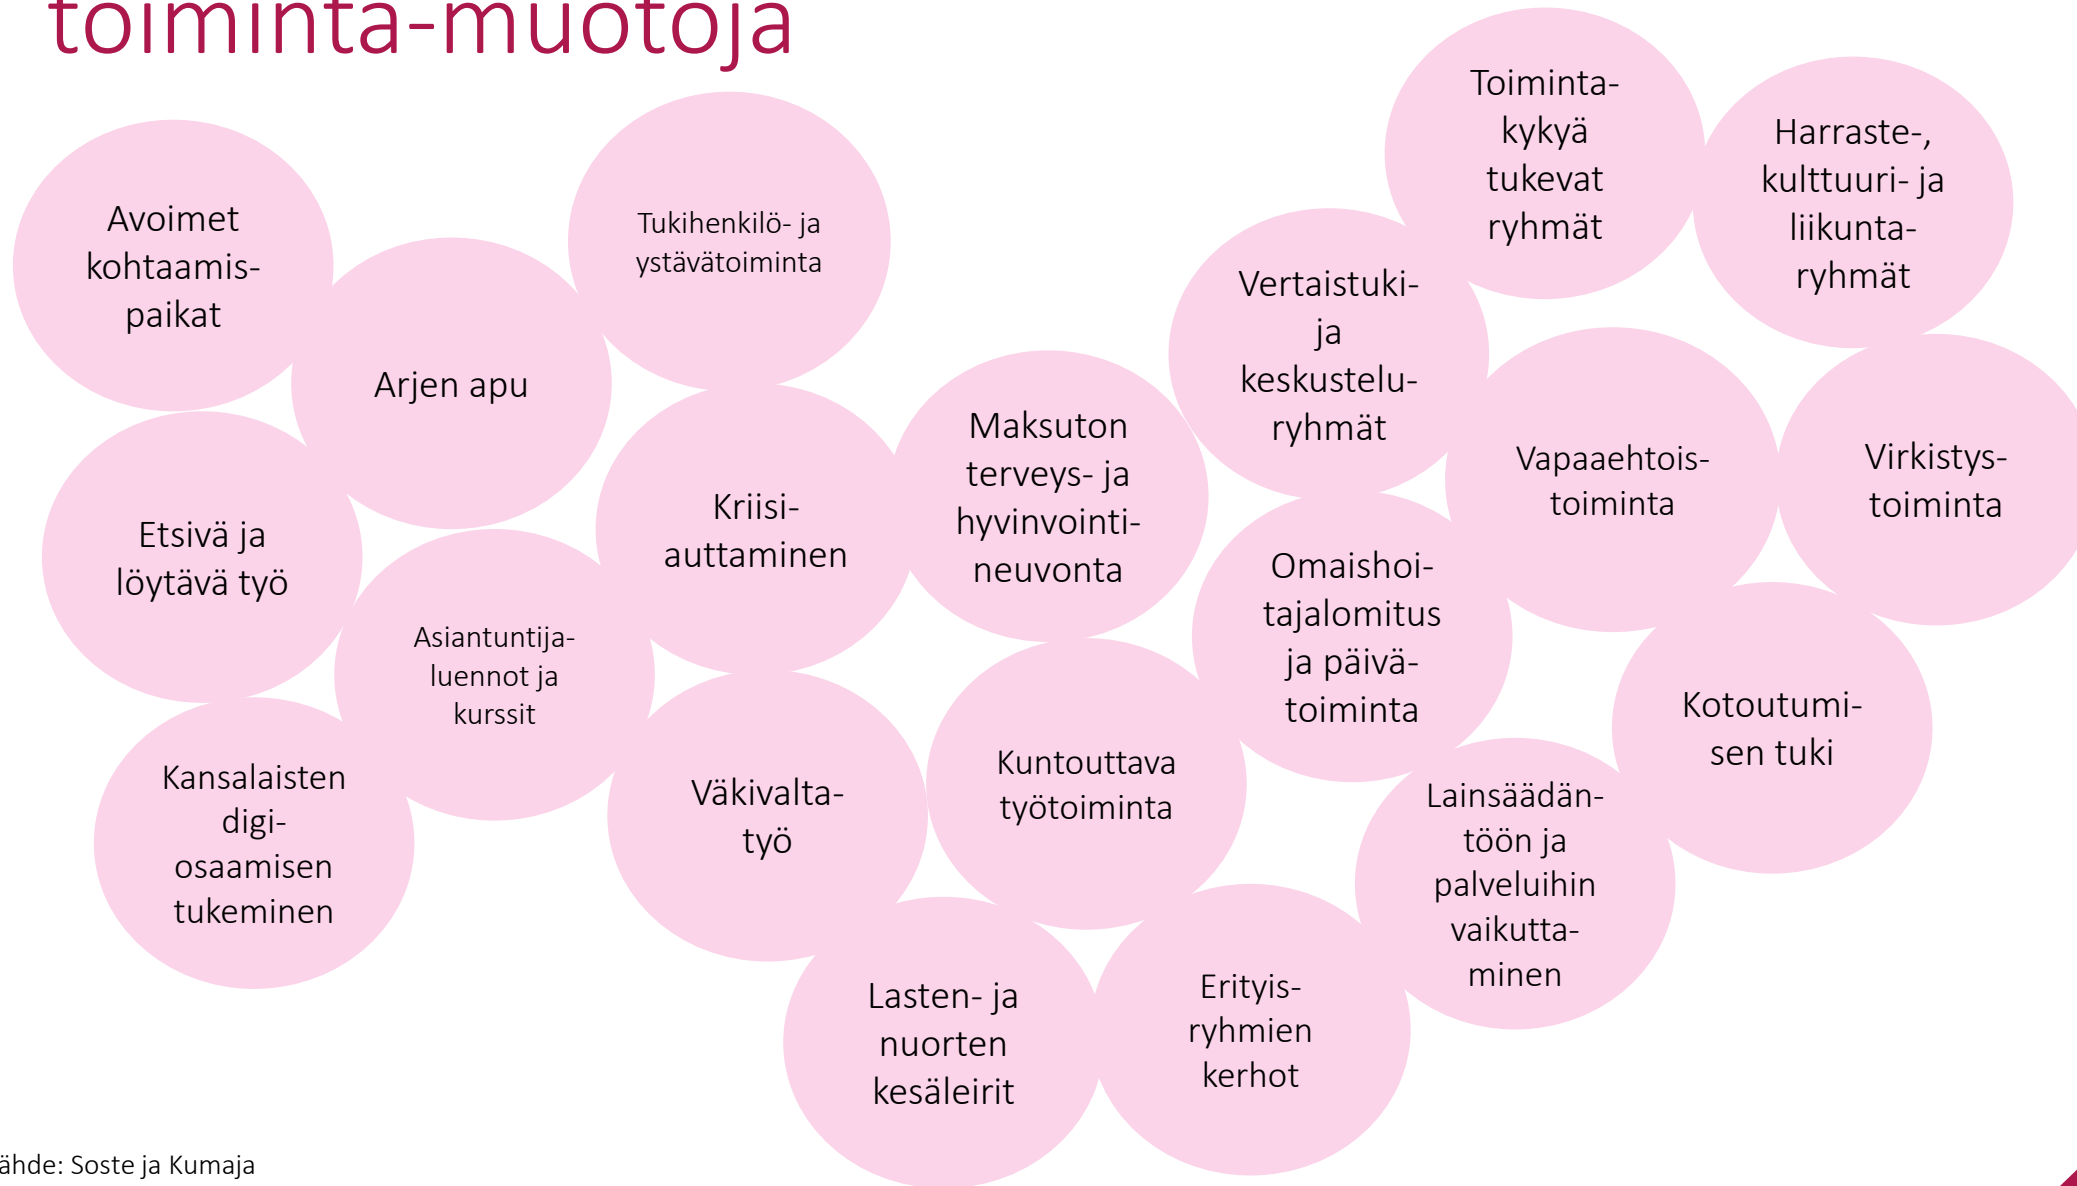 toiminta-muotoja
Avoimet
kohtaamis-
paikat
Arjen apu
Tukihenkilö- ja
ystävätoiminta
Toiminta-
kykyä
tukevat
ryhmät
Harraste-,
kulttuuri- ja
liikunta-
ryhmät
Vertaistuki-
ja
keskustelu-
ryhmät
Etsivä ja
löytävä työ
Kriisi-
auttaminen
Maksuton
terveys- ja
hyvinvointi-
neuvonta
Vapaaehtois-
toiminta
Virkistys-
toiminta
Asiantuntija-
luennot ja
kurssit
Omaishoi-
tajalomitus
ja päivä-
toiminta
Kotoutumi-
sen tuki
Kansalaisten
digi-
osaamisen
tukeminen
Väkivalta-
työ
Kuntouttava
työtoiminta
Lainsäädän-
töön ja
palveluihin
vaikutta-
minen
Lasten- ja
nuorten
kesäleirit
Erityis-
ryhmien
kerhot
ähde: Soste ja Kumaja